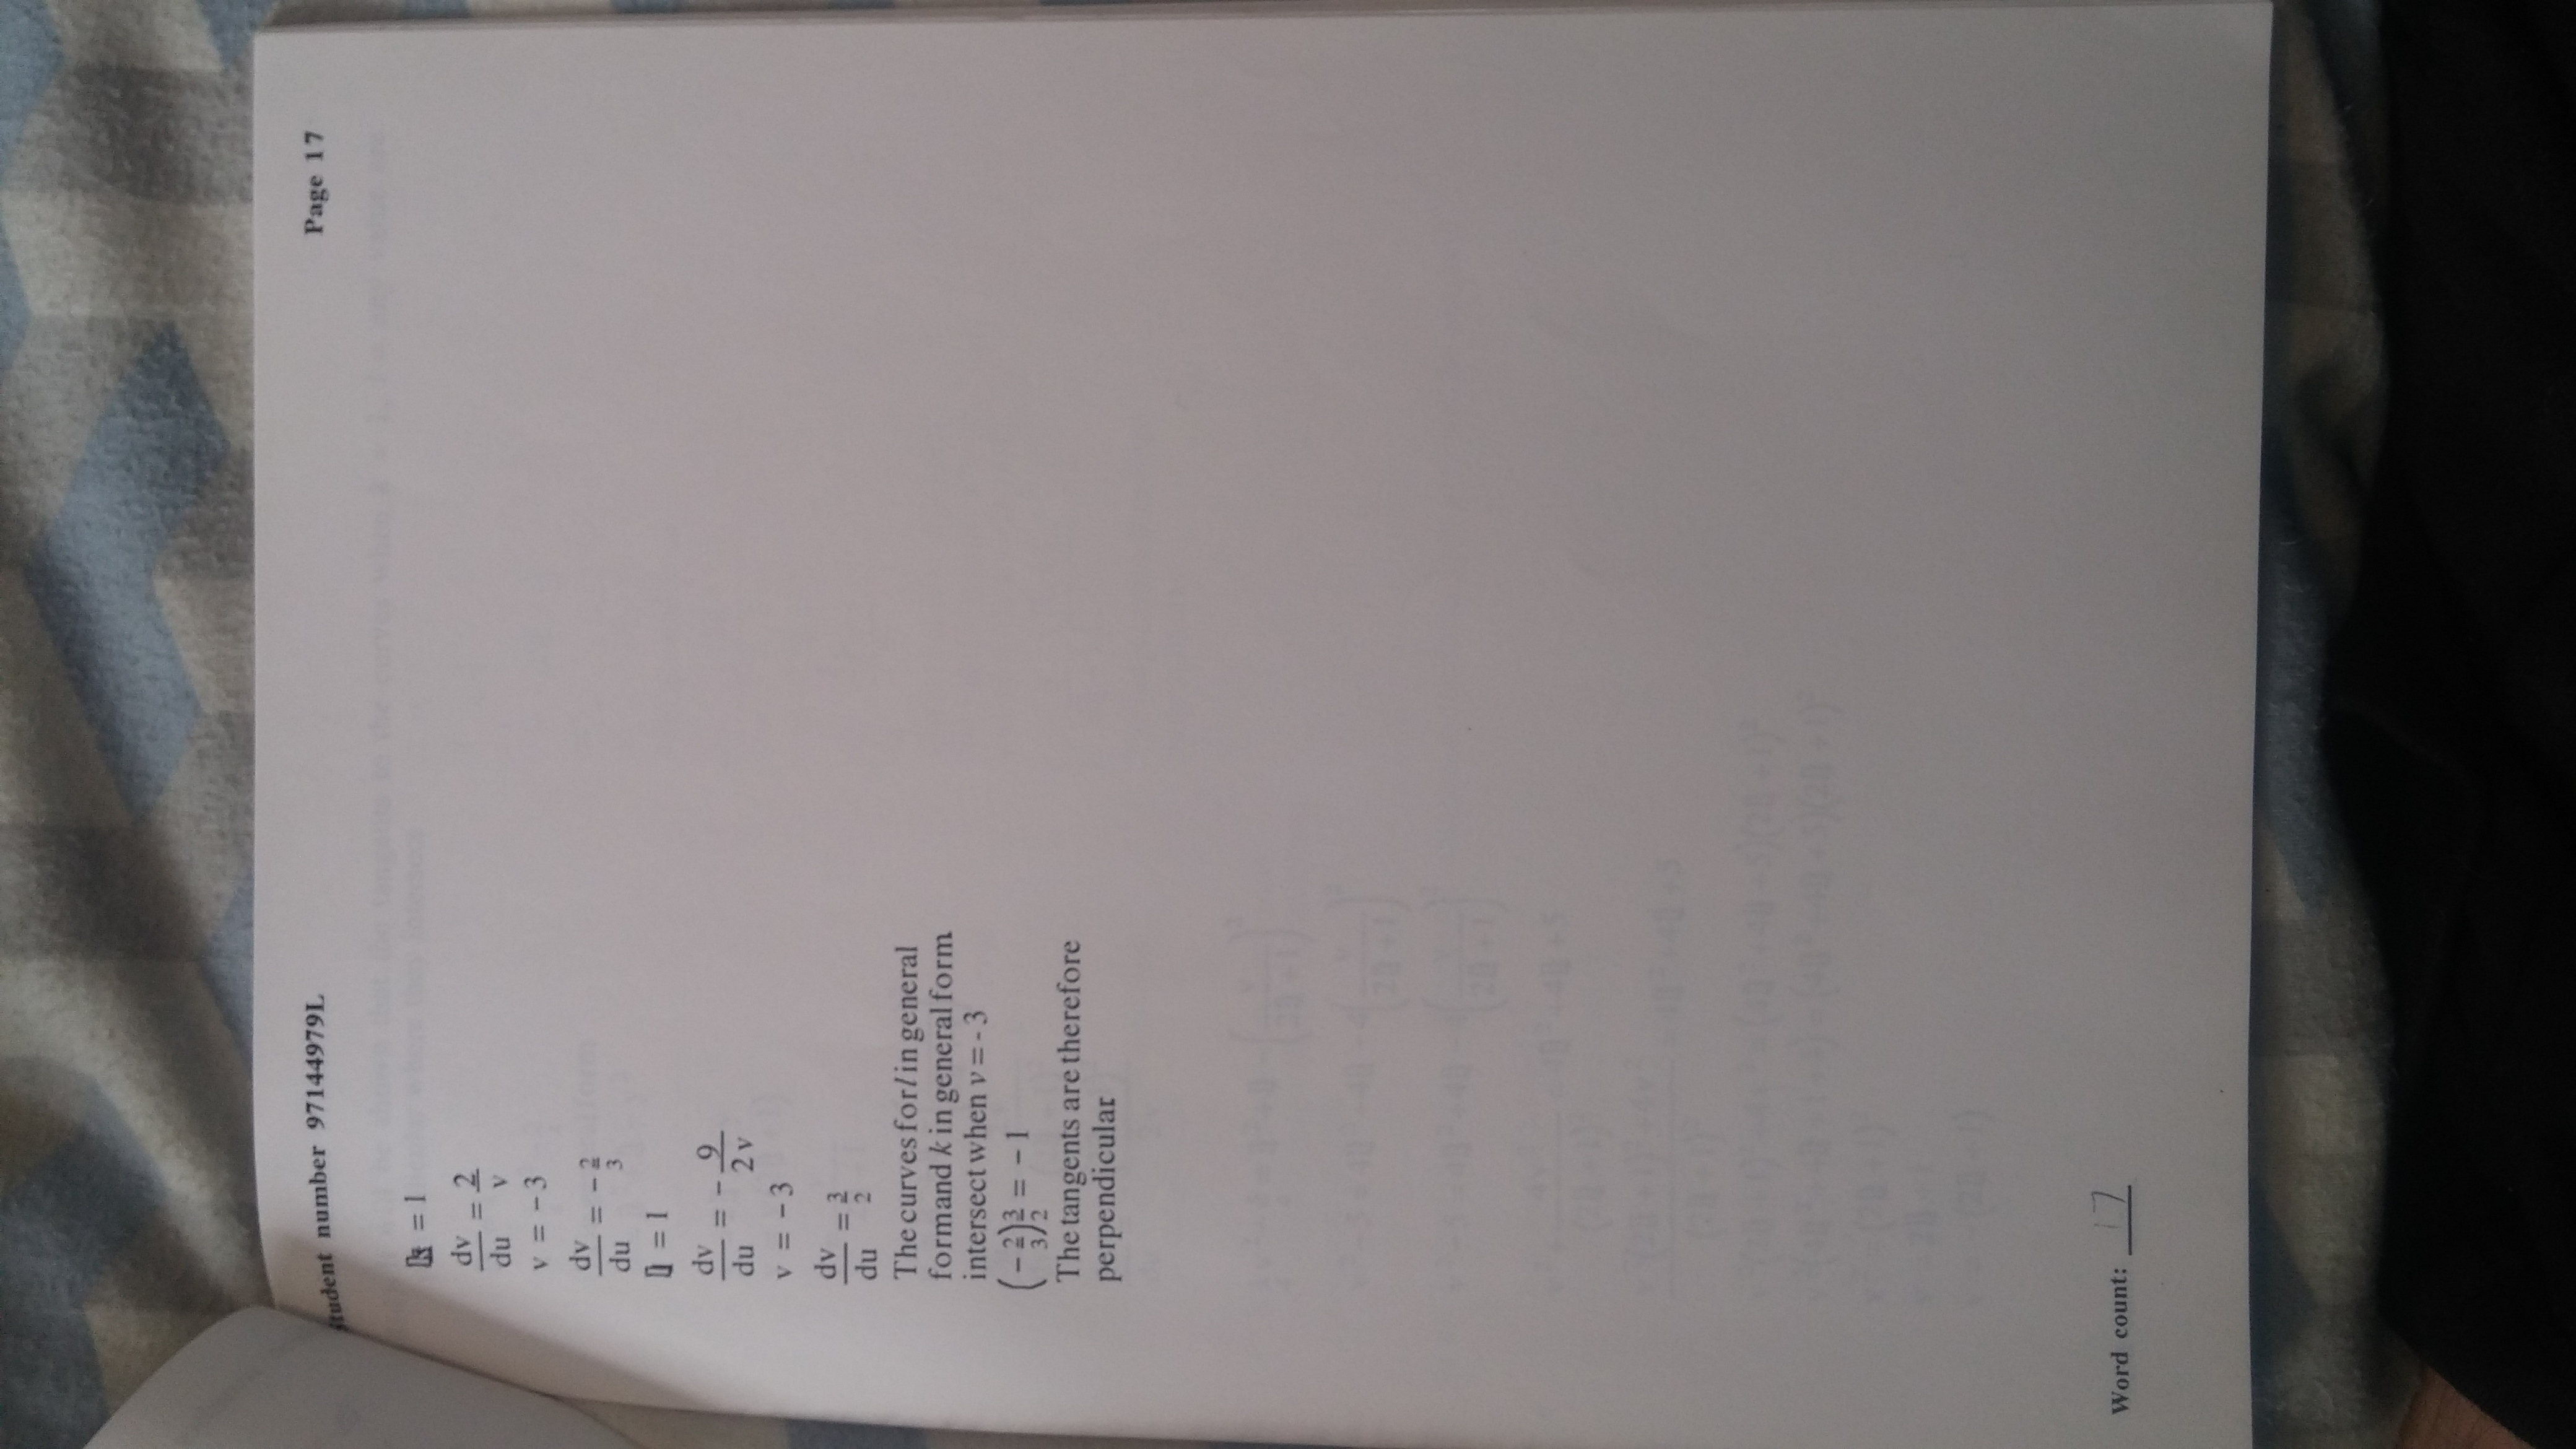 Student number 97144979L Page 17
k = 1
dv/du = 2/v
v = - 3
dv/du = - 2/3
l = 1
dv/du = - 9/2v
v = - 3
dv/du = 3/2
The curves for l in general
form and k in general form
intersect when v = - 3
(- 2/3) 3/2 = - 1
The tangents are therefore
perpendicular
Word count: 17